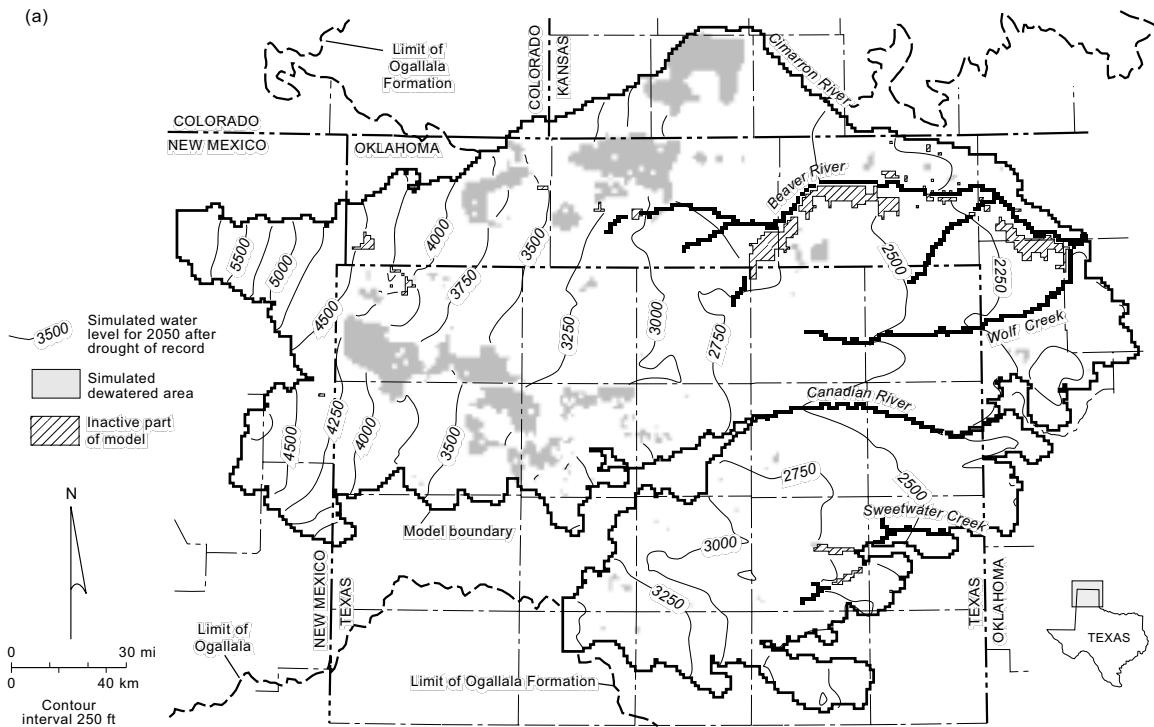 (a)
Limit of
Ogallala
Formation
COLORADO
KANSAS
Cimarron River
COLORADO
NEW MEXICO
OKLAHOMA
Beaver River
5500
5000
4500
4000
3750
3500
3250
3000
2750
2500
2250
Wolf Creek
3500
Simulated water
level for 2050 after
drought of record
Simulated
dewatered area
Inactive part
of model
4500
4250
4000
3500
Canadian River
2750
2500
Sweetwater Creek
3000
3250
N
Model boundary
NEW MEXICO
TEXAS
TEXAS
OKLAHOMA
Limit of
Ogallala
Limit of Ogallala Formation
TEXAS
0 30 mi
0 40 km
Contour
interval 250 ft